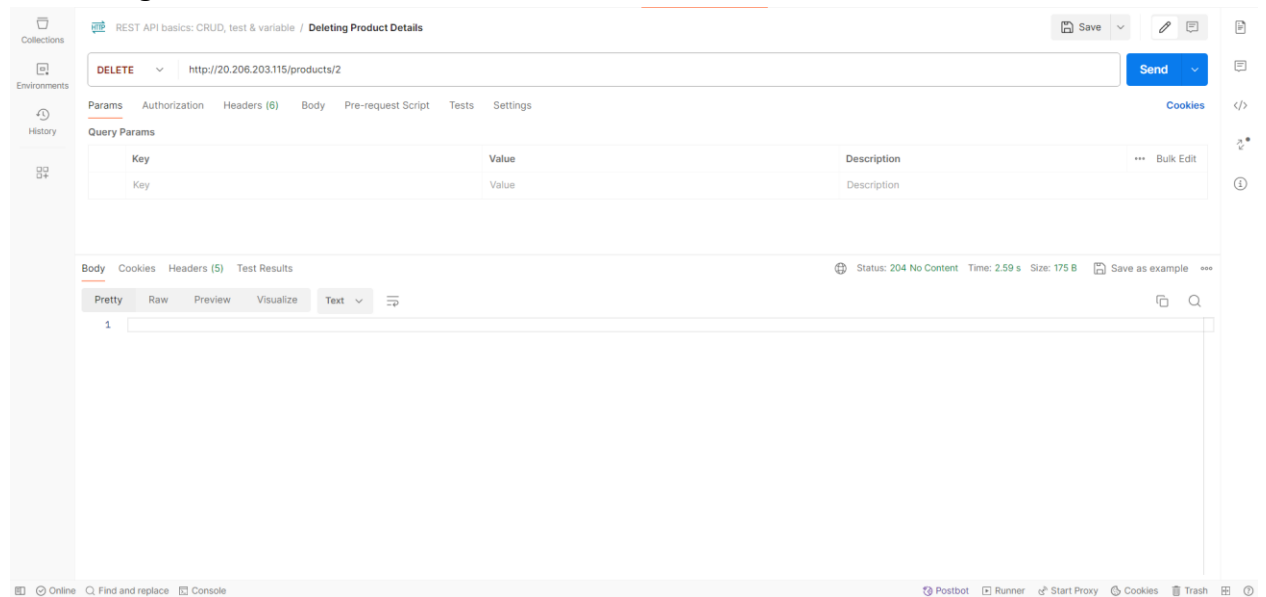 Collections
HTTP REST API basics: CRUD, test & variable / Deleting Product Details
Save
Environments
DELETE http://20.206.203.115/products/2
Send
History
Params Authorization Headers (6) Body Pre-request Script Tests Settings
Cookies
</>
Query Params
Key Value Description ••• Bulk Edit
Key Value Description
Body Cookies Headers (5) Test Results
Status: 204 No Content Time: 2.59 s Size: 175 B Save as example
Pretty Raw Preview Visualize Text
1
Online Find and replace Console
Postbot Runner Start Proxy Cookies Trash